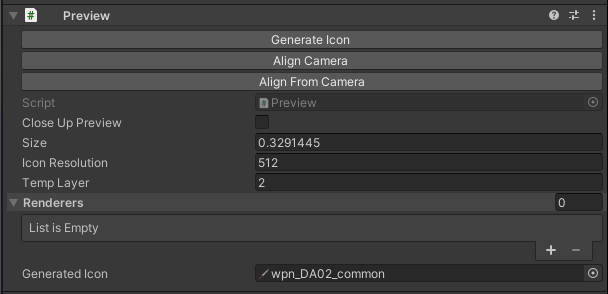 Preview
Generate Icon
Align Camera
Align From Camera
Script Preview
Close Up Preview
Size 0.3291445
Icon Resolution 512
Temp Layer 2
Renderers 0
List is Empty
+ −
Generated Icon wpn_DA02_common